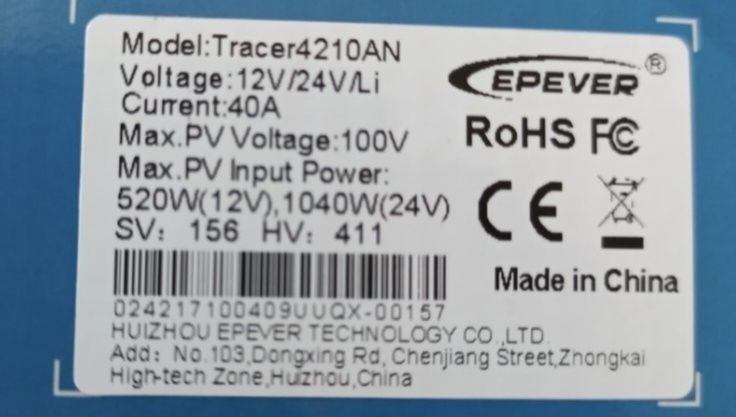 Model:Tracer4210AN
Voltage:12V/24V/Li
Current:40A
Max.PV Voltage:100V
Max.PV Input Power:
520W(12V),1040W(24V)
SV: 156 HV: 411
024217100409UUQX-00157
HUIZHOU EPEVER TECHNOLOGY CO.,LTD.
Add: No.103,Dongxing Rd, Chenjiang Street,Zhongkai
High-tech Zone,Huizhou,China
EPEVER®
RoHS FC
CE
Made in China